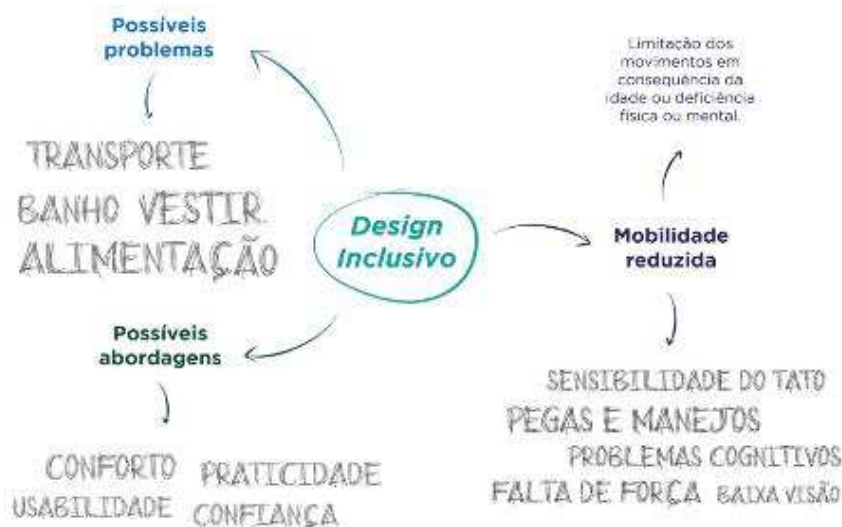 Possíveis
problemas
TRANSPORTE
BANHO VESTIR
ALIMENTAÇÃO
Design
Inclusivo
Limitação dos
movimentos em
consequência da
idade ou deficiência
física ou mental.
Mobilidade
reduzida
SENSIBILIDADE DO TATO
PEGAS E MANEJOS
PROBLEMAS COGNITIVOS
FALTA DE FORÇA BAIXA VISÃO
Possíveis
abordagens
CONFORTO PRATICIDADE
USABILIDADE CONFIANÇA